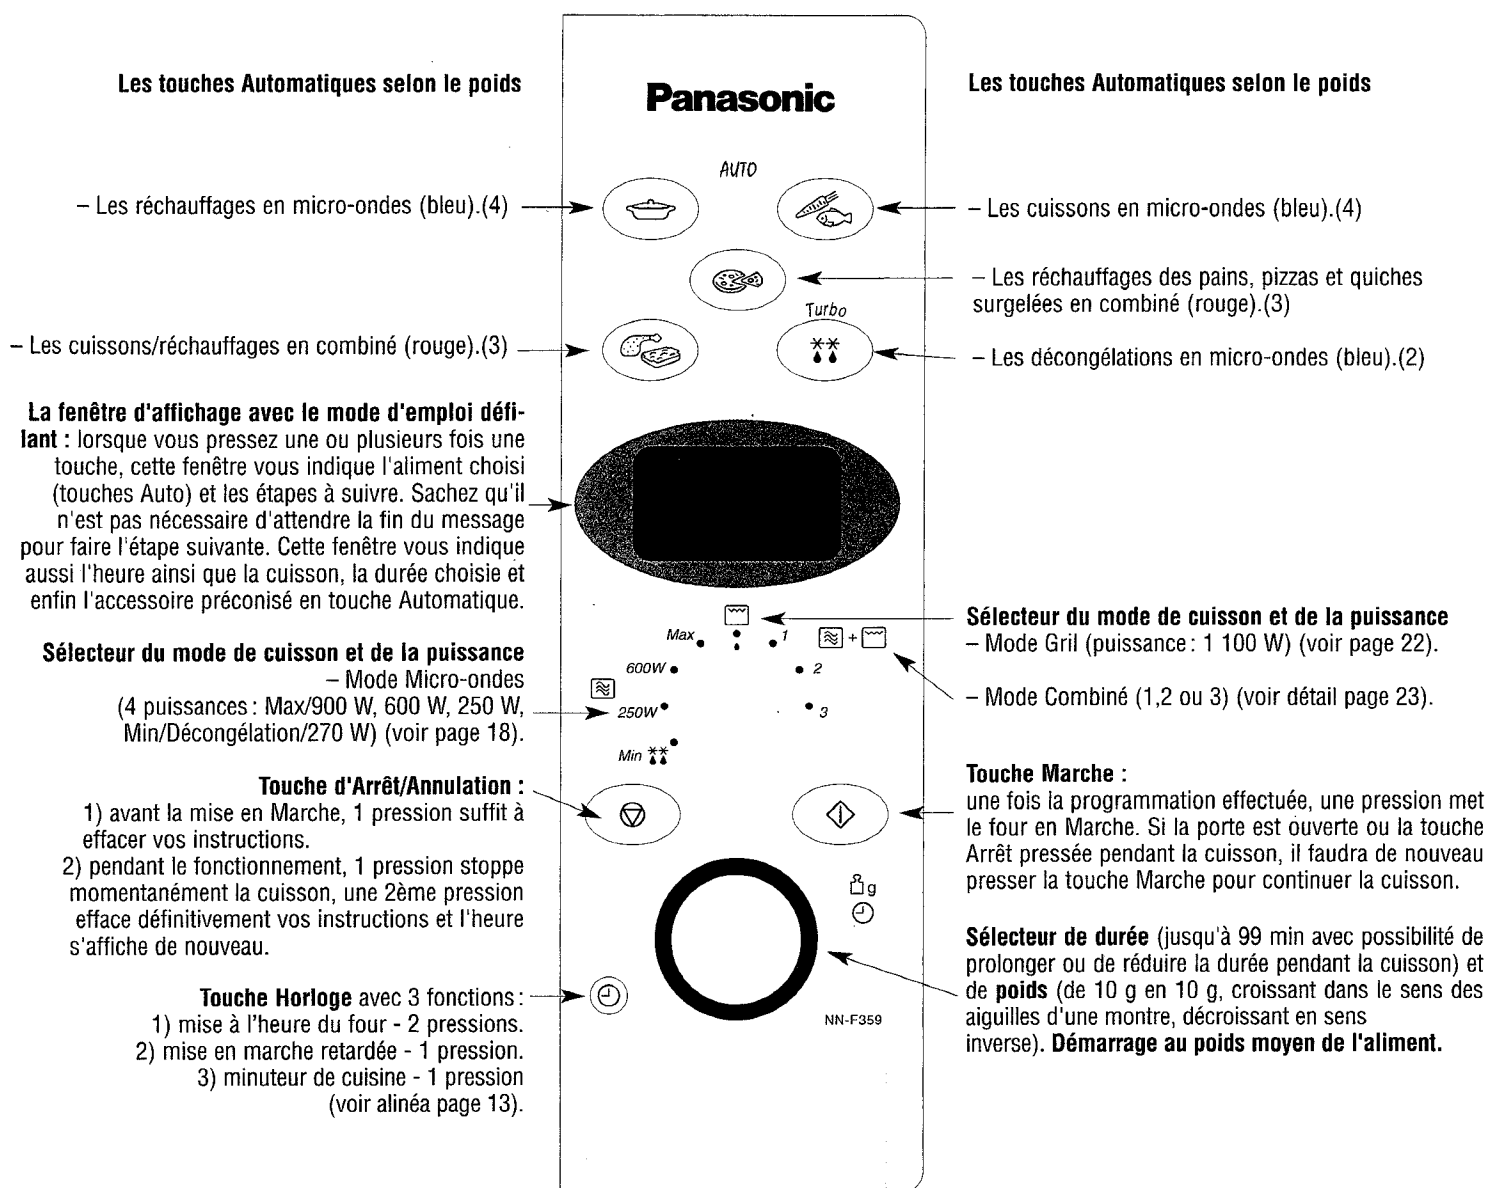 Les touches Automatiques selon le poids
– Les réchauffages en micro-ondes (bleu).(4)
– Les cuissons/réchauffages en combiné (rouge).(3)
La fenêtre d'affichage avec le mode d'emploi défi-
lant : lorsque vous pressez une ou plusieurs fois une
touche, cette fenêtre vous indique l'aliment choisi
(touches Auto) et les étapes à suivre. Sachez qu'il
n'est pas nécessaire d'attendre la fin du message
pour faire l'étape suivante. Cette fenêtre vous indique
aussi l'heure ainsi que la cuisson, la durée choisie et
enfin l'accessoire préconisé en touche Automatique.
Sélecteur du mode de cuisson et de la puissance
– Mode Micro-ondes
(4 puissances : Max/900 W, 600 W, 250 W,
Min/Décongélation/270 W) (voir page 18).
Touche d'Arrêt/Annulation :
1) avant la mise en Marche, 1 pression suffit à
effacer vos instructions.
2) pendant le fonctionnement, 1 pression stoppe
momentanément la cuisson, une 2ème pression
efface définitivement vos instructions et l'heure
s'affiche de nouveau.
Touche Horloge avec 3 fonctions :
1) mise à l'heure du four - 2 pressions.
2) mise en marche retardée - 1 pression.
3) minuteur de cuisine - 1 pression
(voir alinéa page 13).
Panasonic
AUTO
Turbo
Max
1
600W
2
250W
3
Min
g
NN-F359
Les touches Automatiques selon le poids
– Les cuissons en micro-ondes (bleu).(4)
– Les réchauffages des pains, pizzas et quiches
surgelées en combiné (rouge).(3)
– Les décongélations en micro-ondes (bleu).(2)
Sélecteur du mode de cuisson et de la puissance
– Mode Gril (puissance : 1 100 W) (voir page 22).
– Mode Combiné (1,2 ou 3) (voir détail page 23).
Touche Marche :
une fois la programmation effectuée, une pression met
le four en Marche. Si la porte est ouverte ou la touche
Arrêt pressée pendant la cuisson, il faudra de nouveau
presser la touche Marche pour continuer la cuisson.
Sélecteur de durée (jusqu'à 99 min avec possibilité de
prolonger ou de réduire la durée pendant la cuisson) et
de poids (de 10 g en 10 g, croissant dans le sens des
aiguilles d'une montre, décroissant en sens
inverse). Démarrage au poids moyen de l'aliment.